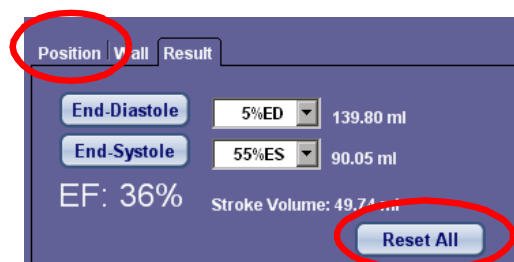 Position Wall Result
End-Diastole 5%ED 139.80 ml
End-Systole 55%ES 90.05 ml
EF: 36% Stroke Volume: 49.74 ml
Reset All